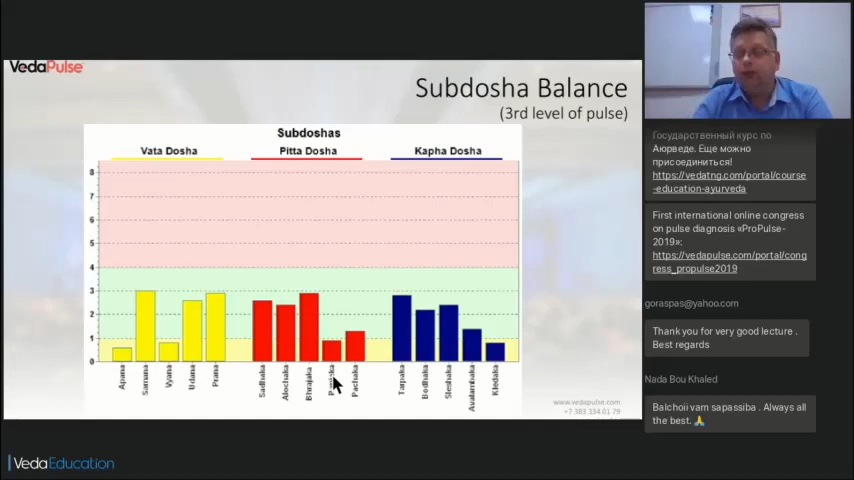 VedaPulse
Subdosha Balance
(3rd level of pulse)
Subdoshas
Vata Dosha
Pitta Dosha
Kapha Dosha
8
7
6
5
4
3
2
1
0
Apana
Samana
Vyana
Udana
Prana
Sadhaka
Alochaka
Bhrajaka
Pachaka
Tarpaka
Bodhaka
Sleshaka
Avalambaka
Kledaka
www.vedapulse.com
+7 383 334 01 79
VedaEducation
Государственный курс по
Аюрведе. Еще можно
присоединиться!
https://vedatng.com/portal/course
-education-ayurveda
First international online congress
on pulse diagnosis «ProPulse-
2019»:
https://vedapulse.com/portal/cong
ress_propulse2019
goraspas@yahoo.com
Thank you for very good lecture .
Best regards
Nada Bou Khaled
Balchoii vam sapassiba . Always all
the best. 🙏